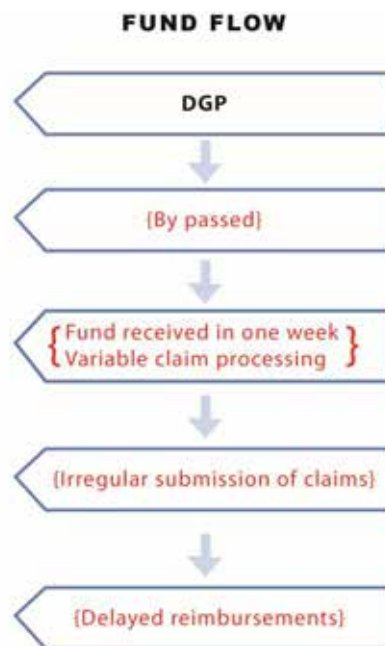 FUND FLOW
DGP
{By passed}
{Fund received in one week
Variable claim processing}
{Irregular submission of claims}
{Delayed reimbursements}